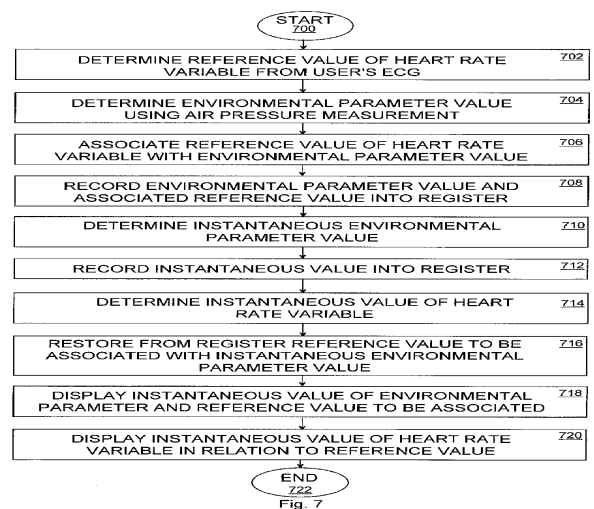 START
700
DETERMINE REFERENCE VALUE OF HEART RATE 702
VARIABLE FROM USER'S ECG
DETERMINE ENVIRONMENTAL PARAMETER VALUE 704
USING AIR PRESSURE MEASUREMENT
ASSOCIATE REFERENCE VALUE OF HEART RATE 706
VARIABLE WITH ENVIRONMENTAL PARAMETER VALUE
RECORD ENVIRONMENTAL PARAMETER VALUE AND 708
ASSOCIATED REFERENCE VALUE INTO REGISTER
DETERMINE INSTANTANEOUS ENVIRONMENTAL 710
PARAMETER VALUE
RECORD INSTANTANEOUS VALUE INTO REGISTER 712
DETERMINE INSTANTANEOUS VALUE OF HEART 714
RATE VARIABLE
RESTORE FROM REGISTER REFERENCE VALUE TO BE 716
ASSOCIATED WITH INSTANTANEOUS ENVIRONMENTAL
PARAMETER VALUE
DISPLAY INSTANTANEOUS VALUE OF ENVIRONMENTAL 718
PARAMETER AND REFERENCE VALUE TO BE ASSOCIATED
DISPLAY INSTANTANEOUS VALUE OF HEART RATE 720
VARIABLE IN RELATION TO REFERENCE VALUE
END
722
Fig. 7